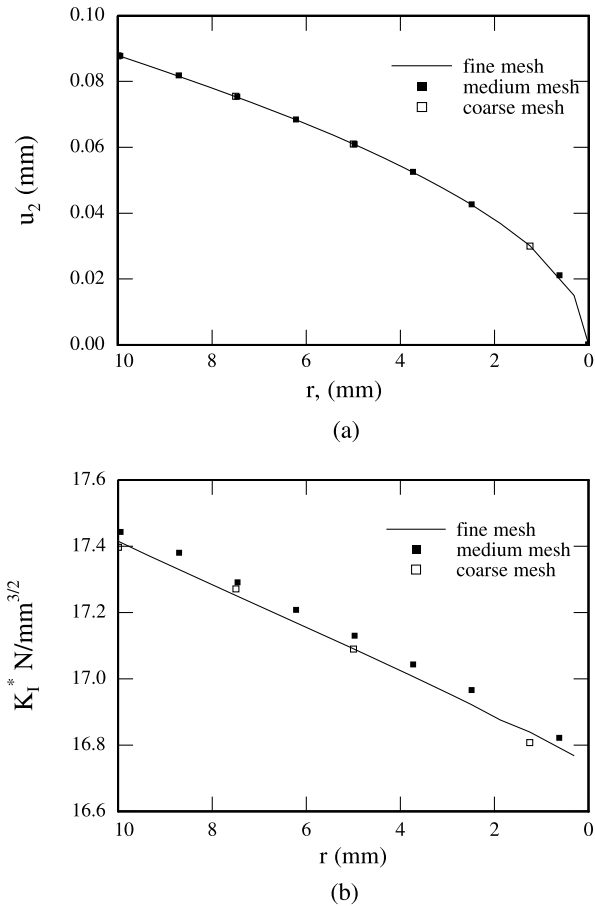 0.10
0.08
0.06
0.04
0.02
0.00
u2 (mm)
fine mesh
medium mesh
coarse mesh
10 8 6 4 2 0
r, (mm)
(a)
17.6
17.4
17.2
17.0
16.8
16.6
KI* N/mm3/2
fine mesh
medium mesh
coarse mesh
10 8 6 4 2 0
r (mm)
(b)